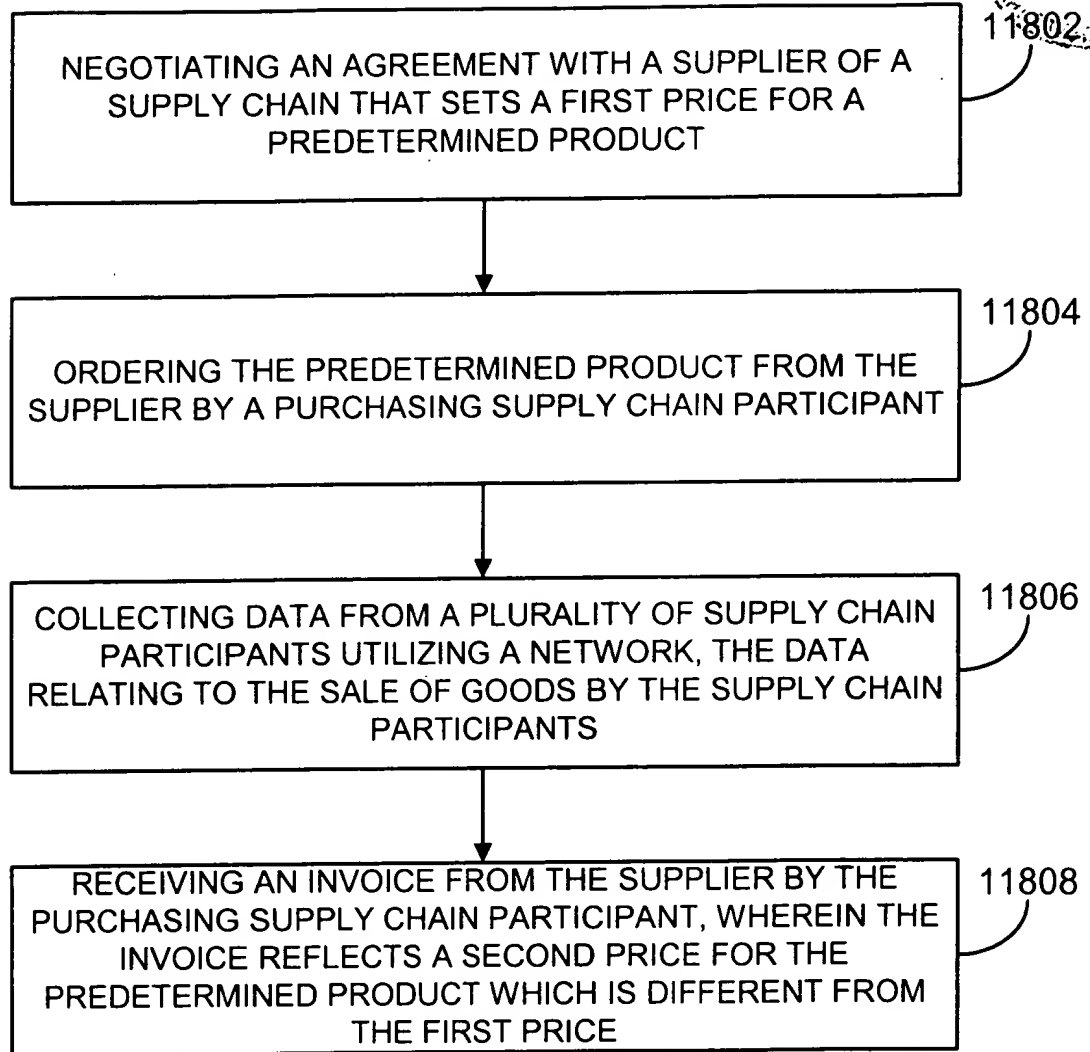 11802
NEGOTIATING AN AGREEMENT WITH A SUPPLIER OF A
SUPPLY CHAIN THAT SETS A FIRST PRICE FOR A
PREDETERMINED PRODUCT
11804
ORDERING THE PREDETERMINED PRODUCT FROM THE
SUPPLIER BY A PURCHASING SUPPLY CHAIN PARTICIPANT
11806
COLLECTING DATA FROM A PLURALITY OF SUPPLY CHAIN
PARTICIPANTS UTILIZING A NETWORK, THE DATA
RELATING TO THE SALE OF GOODS BY THE SUPPLY CHAIN
PARTICIPANTS
11808
RECEIVING AN INVOICE FROM THE SUPPLIER BY THE
PURCHASING SUPPLY CHAIN PARTICIPANT, WHEREIN THE
INVOICE REFLECTS A SECOND PRICE FOR THE
PREDETERMINED PRODUCT WHICH IS DIFFERENT FROM
THE FIRST PRICE